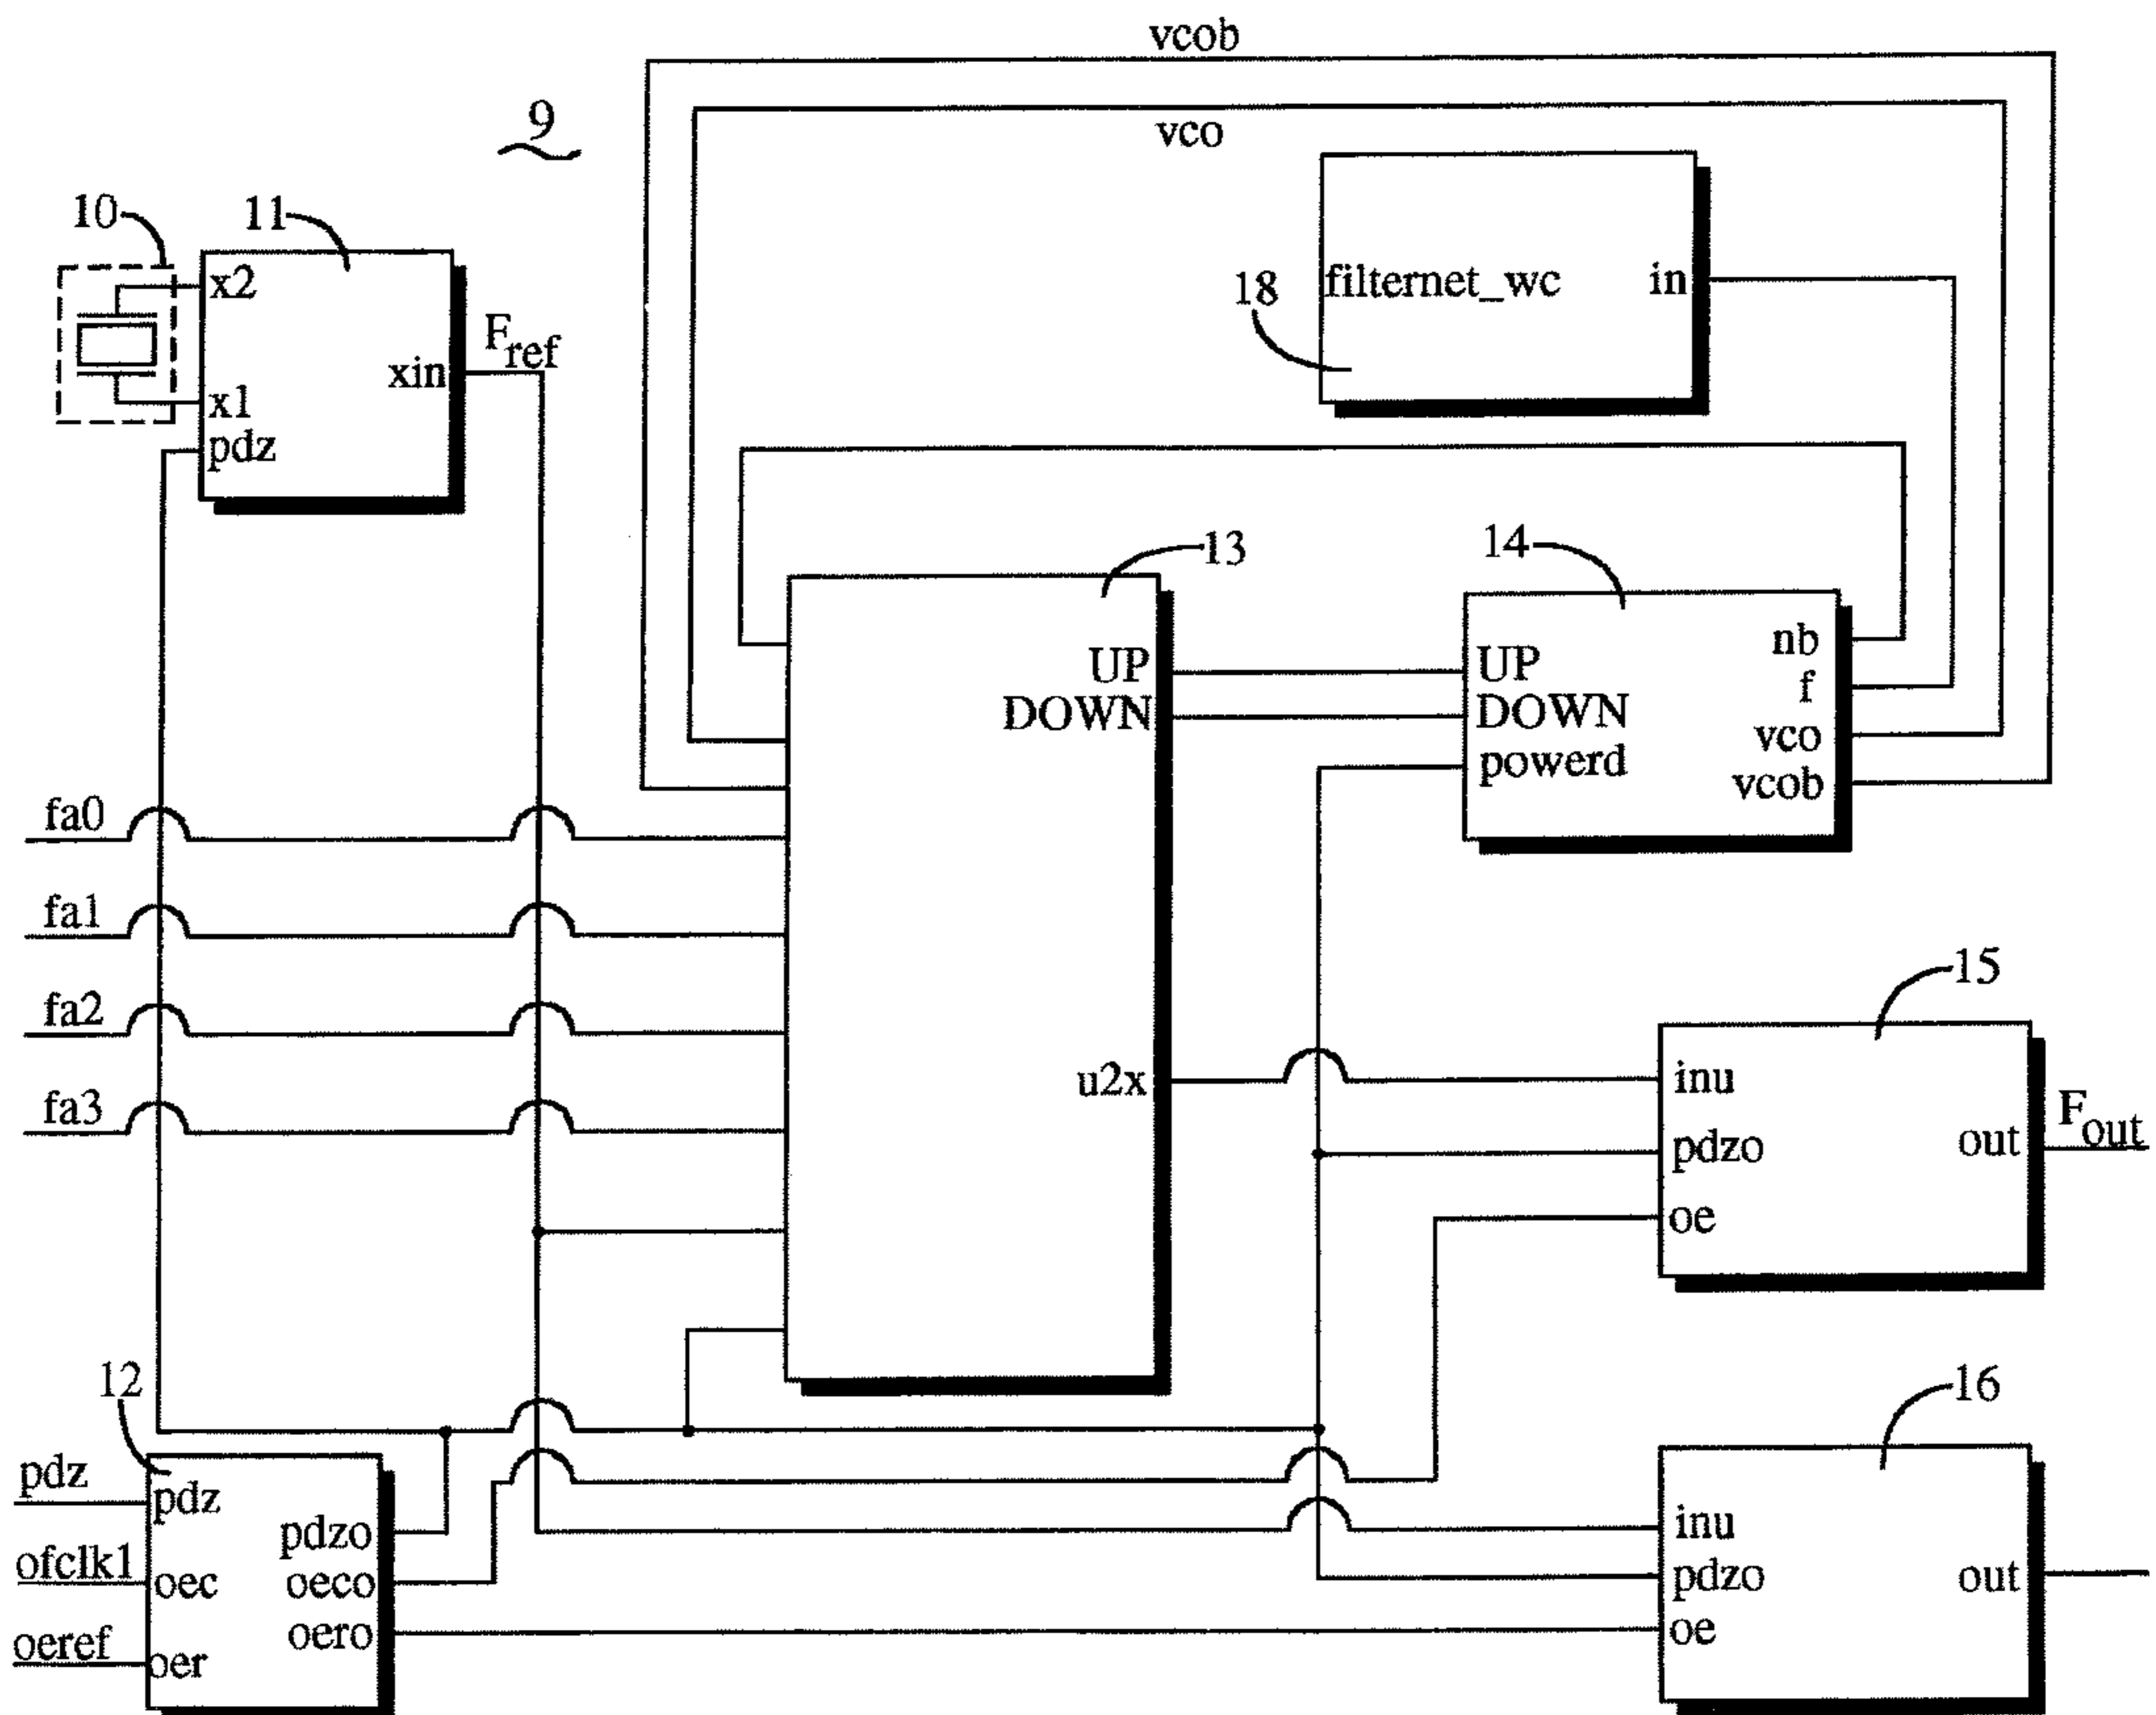 vcob
vco
9
10
11
x2
x1
pdz
xin
Fref
18
filternet_wc
in
13
UP
DOWN
u2x
14
UP
DOWN
powerd
nb
f
vco
vcob
fa0
fa1
fa2
fa3
15
inu
pdzo
oe
out
Fout
12
pdz
ofclk1
oeref
pdz
oec
oer
pdzo
oeco
oero
16
inu
pdzo
oe
out